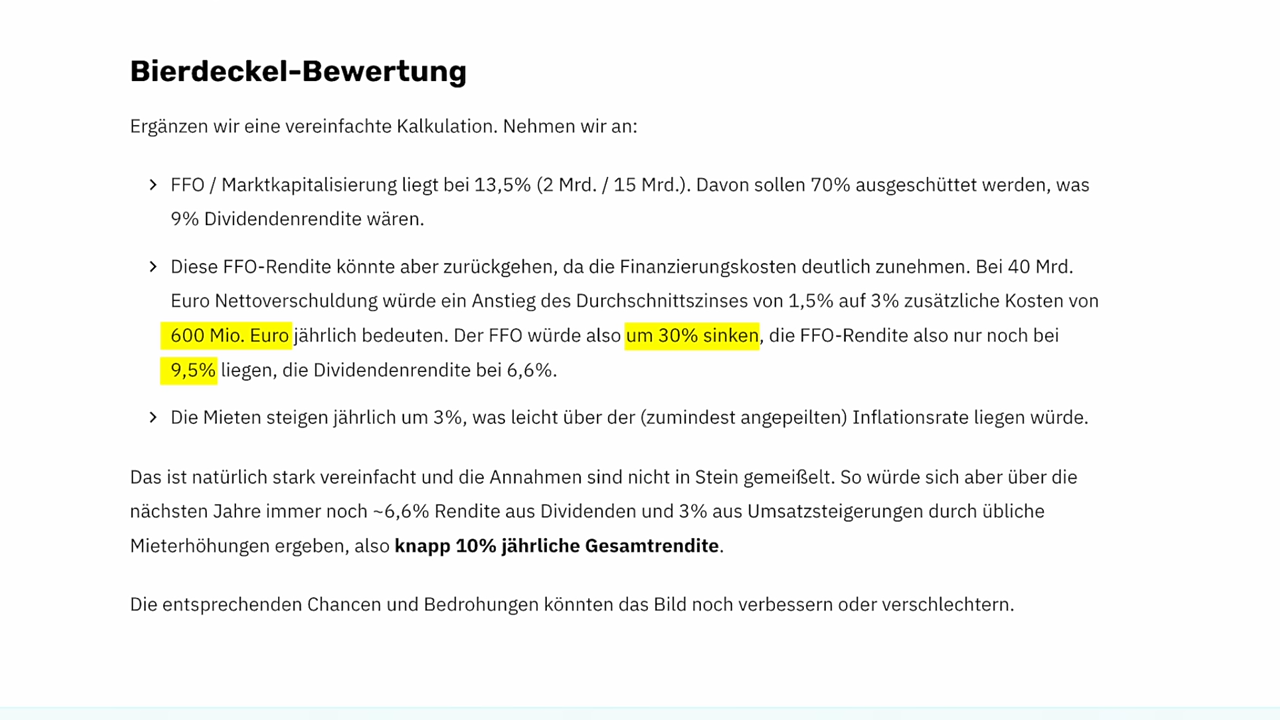 Bierdeckel-Bewertung
Ergänzen wir eine vereinfachte Kalkulation. Nehmen wir an:
FFO / Marktkapitalisierung liegt bei 13,5% (2 Mrd. / 15 Mrd.). Davon sollen 70% ausgeschüttet werden, was
9% Dividendenrendite wären.
Diese FFO-Rendite könnte aber zurückgehen, da die Finanzierungskosten deutlich zunehmen. Bei 40 Mrd.
Euro Nettoverschuldung würde ein Anstieg des Durchschnittszinses von 1,5% auf 3% zusätzliche Kosten von
600 Mio. Euro jährlich bedeuten. Der FFO würde also um 30% sinken, die FFO-Rendite also nur noch bei
9,5% liegen, die Dividendenrendite bei 6,6%.
Die Mieten steigen jährlich um 3%, was leicht über der (zumindest angepeilten) Inflationsrate liegen würde.
Das ist natürlich stark vereinfacht und die Annahmen sind nicht in Stein gemeißelt. So würde sich aber über die
nächsten Jahre immer noch ~6,6% Rendite aus Dividenden und 3% aus Umsatzsteigerungen durch übliche
Mieterhöhungen ergeben, also knapp 10% jährliche Gesamtrendite.
Die entsprechenden Chancen und Bedrohungen könnten das Bild noch verbessern oder verschlechtern.